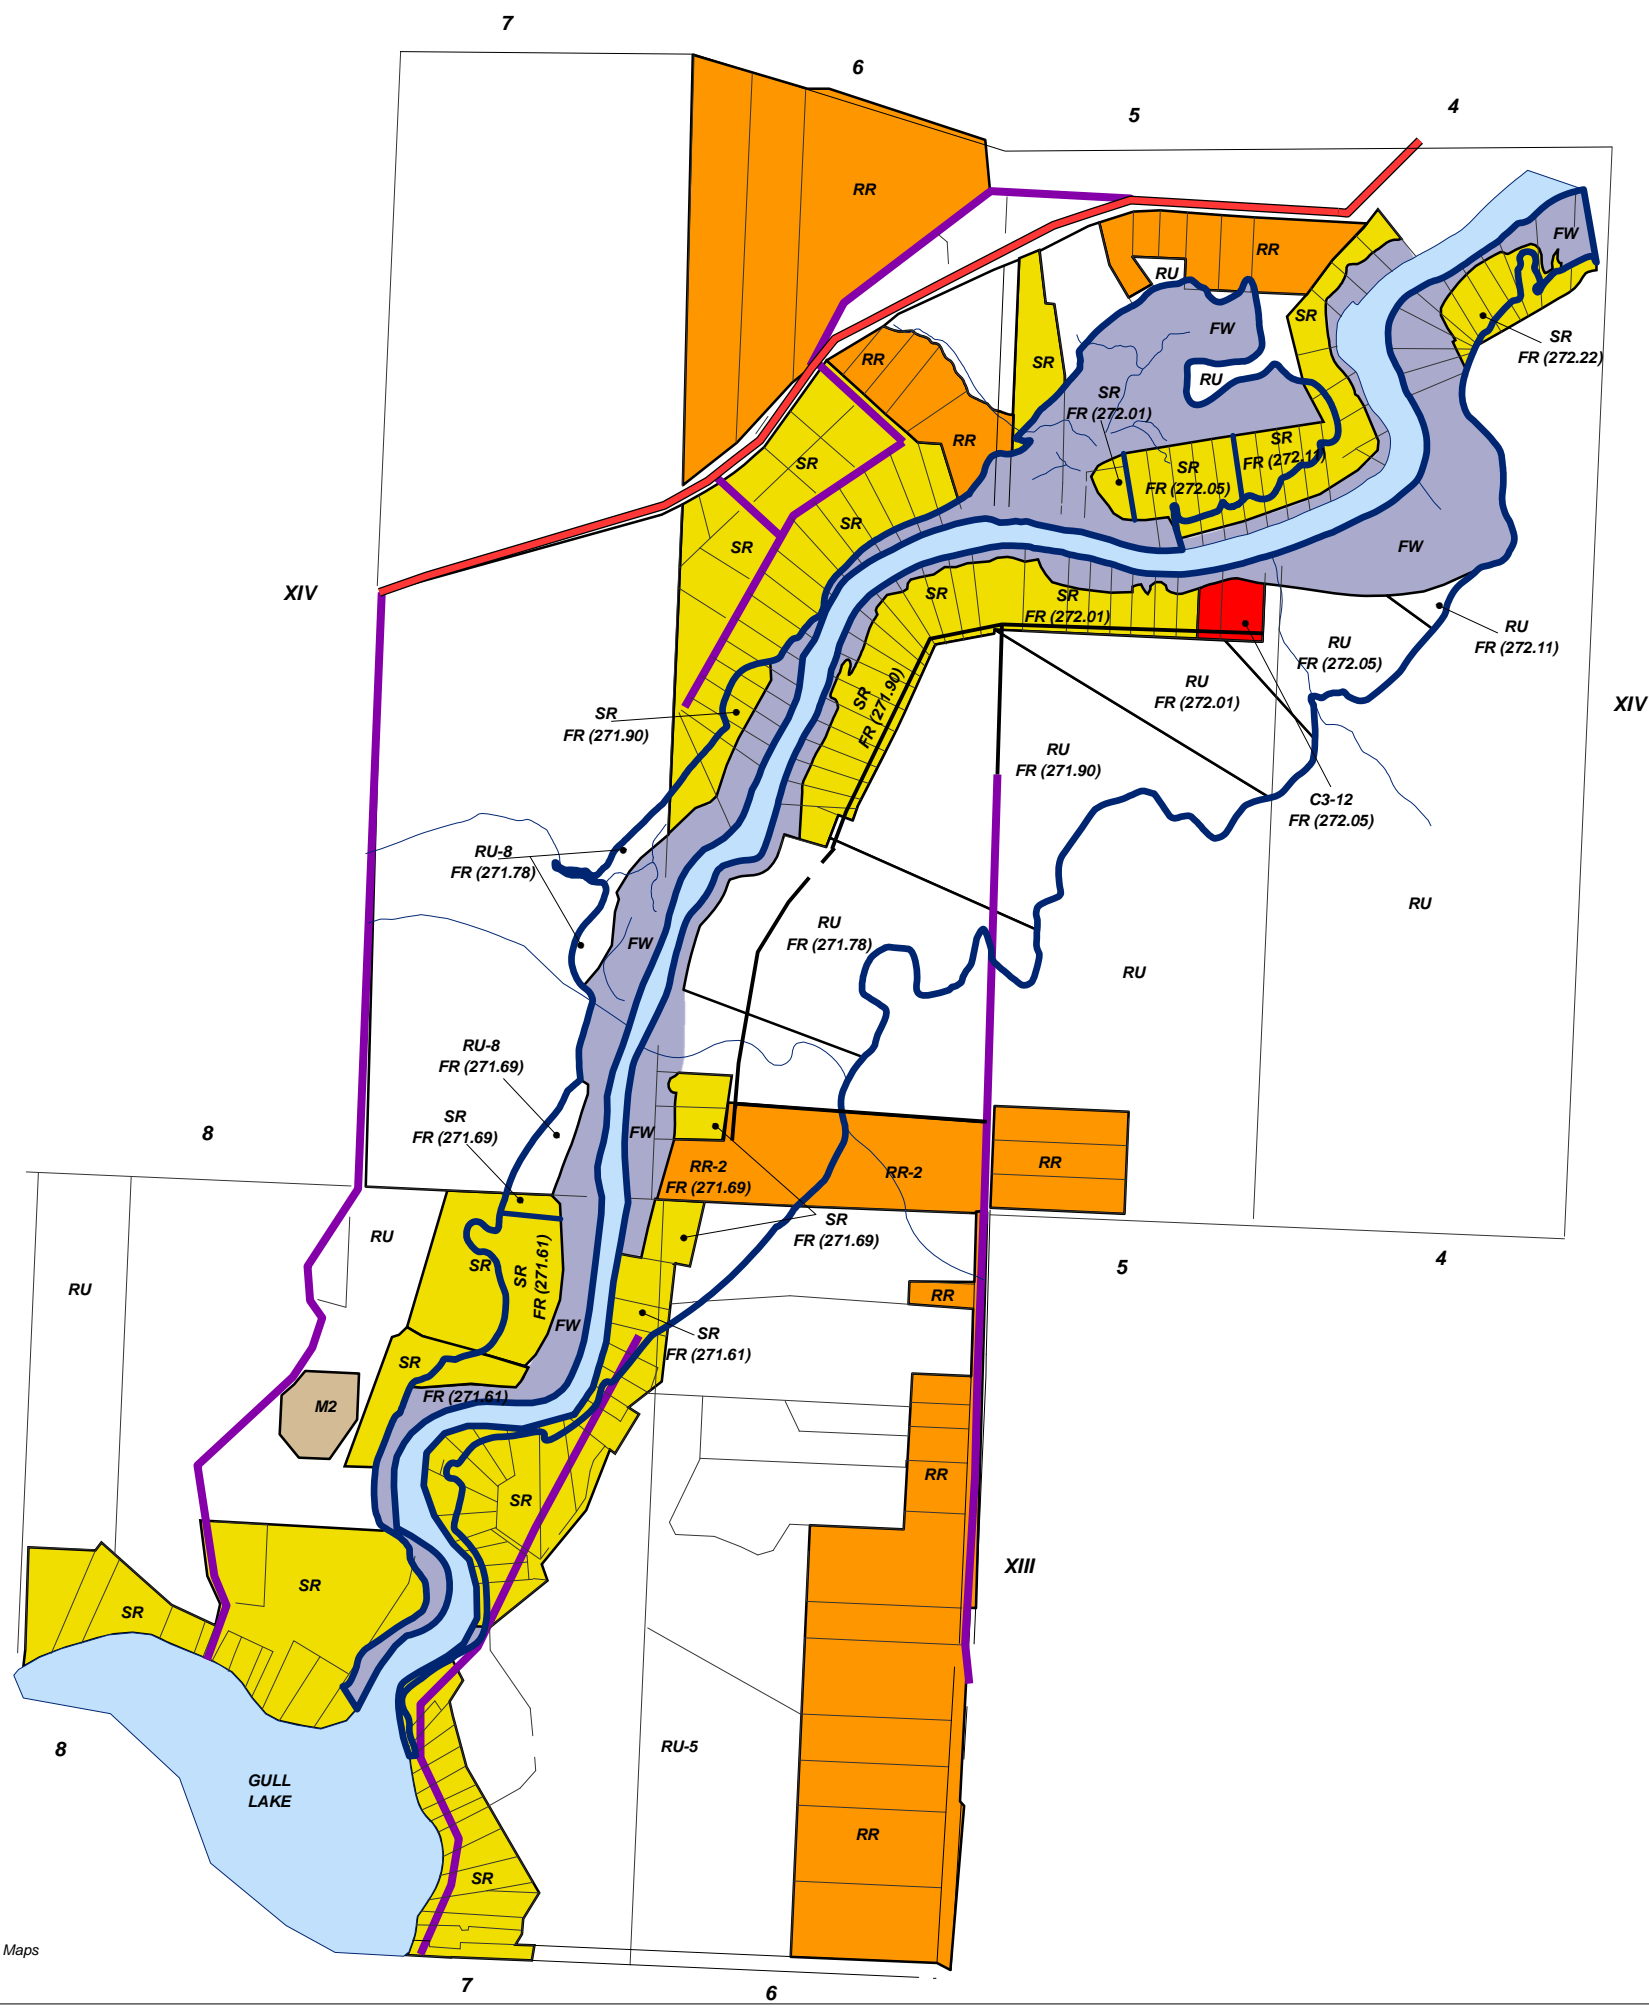 7
6
5
4
RR
FW
RR
RU
SR
FW
SR
FR (272.22)
RR
SR
RU
SR
FR (272.01)
RR
SR
SR
FR (272.11)
SR
FR (272.05)
SR
SR
FW
XIV
SR
SR
FR (272.01)
RU
FR (272.11)
RU
FR (272.05)
RU
FR (272.01)
SR
FR (271.90)
XIV
SR
FR (271.90)
RU
FR (271.90)
C3-12
FR (272.05)
RU-8
FR (271.78)
RU
RU
FR (271.78)
FW
RU
RU-8
FR (271.69)
SR
FR (271.69)
8
FW
RR-2
FR (271.69)
RR-2
RR
SR
FR (271.69)
RU
SR
SR
FR (271.61)
5
4
RU
RR
FW
SR
FR (271.61)
SR
FR (271.61)
M2
RR
SR
XIII
SR
SR
8
RU-5
GULL
LAKE
RR
SR
Maps
7
6